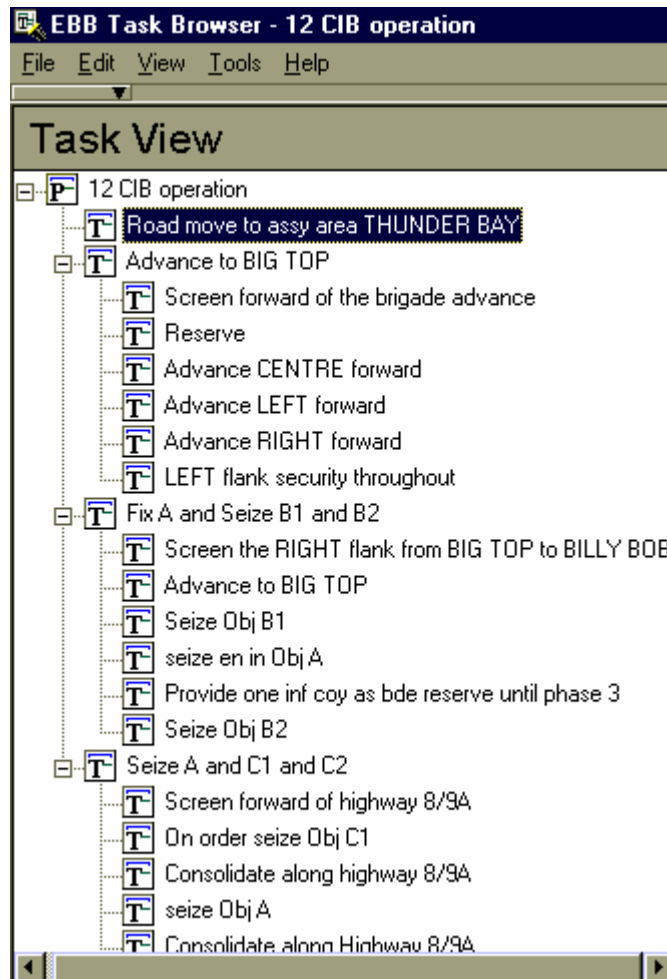 EBB Task Browser - 12 CIB operation
File Edit View Tools Help
Task View
P 12 CIB operation
T Road move to assy area THUNDER BAY
T Advance to BIG TOP
T Screen forward of the brigade advance
T Reserve
T Advance CENTRE forward
T Advance LEFT forward
T Advance RIGHT forward
T LEFT flank security throughout
T Fix A and Seize B1 and B2
T Screen the RIGHT flank from BIG TOP to BILLY BOB
T Advance to BIG TOP
T Seize Obj B1
T seize en in Obj A
T Provide one inf coy as bde reserve until phase 3
T Seize Obj B2
T Seize A and C1 and C2
T Screen forward of highway 8/9A
T On order seize Obj C1
T Consolidate along highway 8/9A
T seize Obj A
T Consolidate along Highway 8/9A